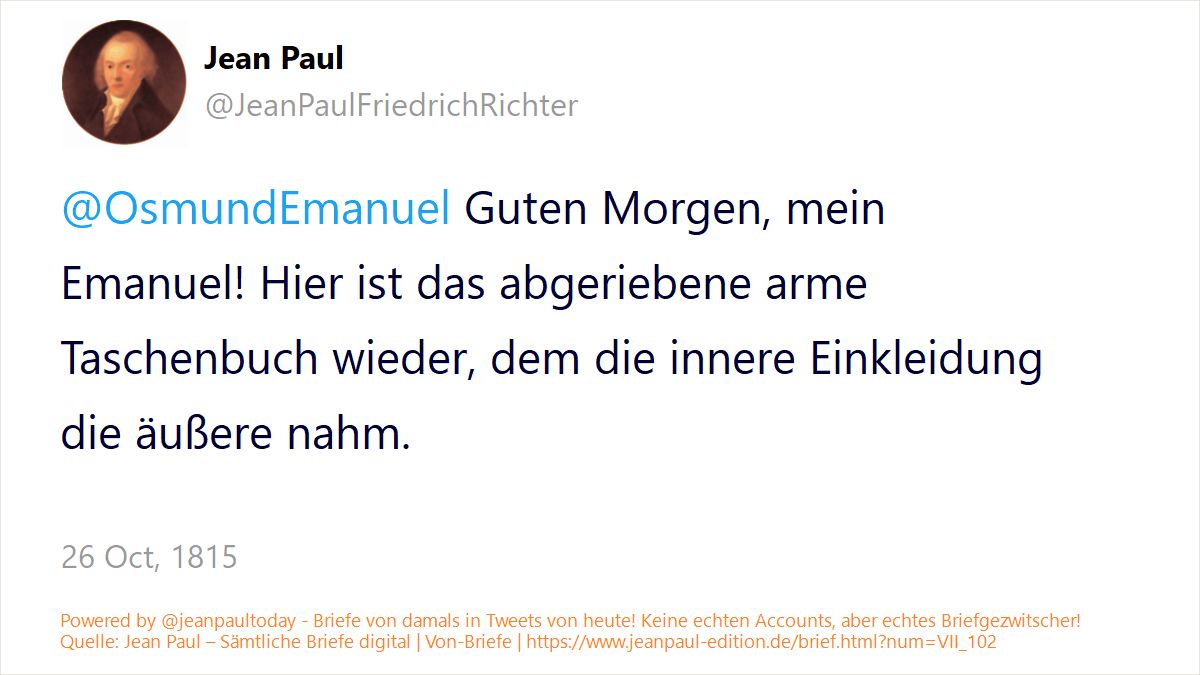 Jean Paul
@JeanPaulFriedrichRichter
@OsmundEmanuel Guten Morgen, mein
Emanuel! Hier ist das abgeriebene arme
Taschenbuch wieder, dem die innere Einkleidung
die äußere nahm.
26 Oct, 1815
Powered by @jeanpaultoday - Briefe von damals in Tweets von heute! Keine echten Accounts, aber echtes Briefgezwitscher!
Quelle: Jean Paul – Sämtliche Briefe digital | Von-Briefe | https://www.jeanpaul-edition.de/brief.html?num=VII_102